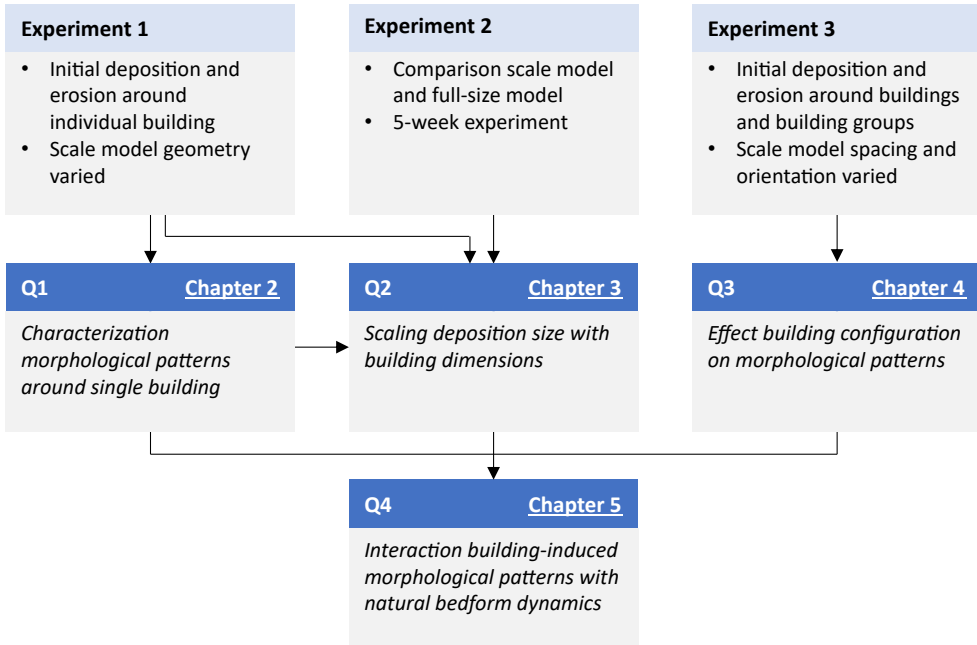 Experiment 1
• Initial deposition and
erosion around
individual building
• Scale model geometry
varied
Experiment 2
• Comparison scale model
and full-size model
• 5-week experiment
Experiment 3
• Initial deposition and
erosion around buildings
and building groups
• Scale model spacing and
orientation varied
Q1 Chapter 2
Characterization
morphological patterns
around single building
Q2 Chapter 3
Scaling deposition size with
building dimensions
Q3 Chapter 4
Effect building configuration
on morphological patterns
Q4 Chapter 5
Interaction building-induced
morphological patterns with
natural bedform dynamics